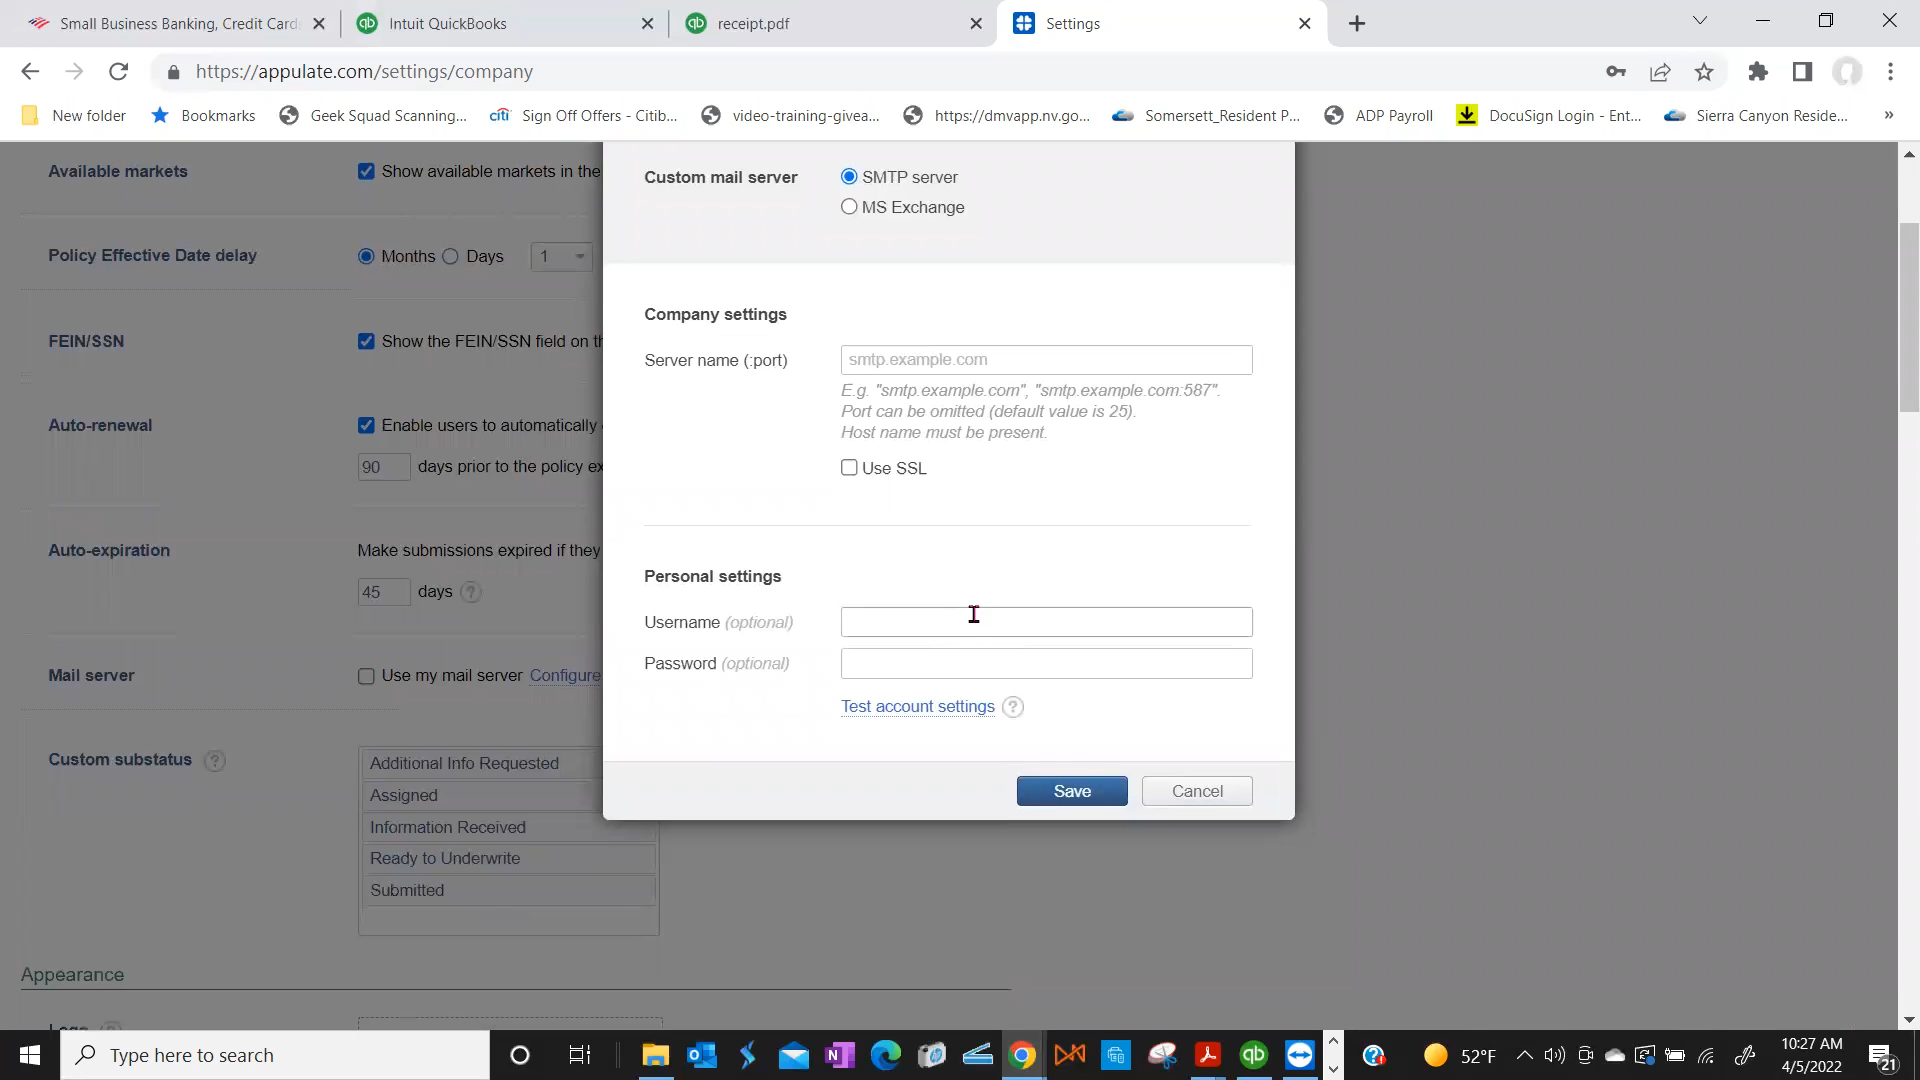 Small Business Banking, Credit Card
Intuit QuickBooks
receipt.pdf
Settings
https://appulate.com/settings/company
New folder
Bookmarks
Geek Squad Scanning...
citi
Sign Off Offers - Citib...
video-training-givea...
https://dmvapp.nv.go...
Somersett_Resident P...
ADP Payroll
DocuSign Login - Ent...
Sierra Canyon Reside...
»
Available markets
Show available markets in the
Policy Effective Date delay
Months
Days
1
FEIN/SSN
Show the FEIN/SSN field on th
Auto-renewal
Enable users to automatically
90
days prior to the policy ex
Auto-expiration
Make submissions expired if they
45
days
?
Mail server
Use my mail server
Configure
Custom substatus
?
Additional Info Requested
Assigned
Information Received
Ready to Underwrite
Submitted
Appearance
Logo
Custom mail server
SMTP server
MS Exchange
Company settings
Server name (:port)
smtp.example.com
E.g. "smtp.example.com", "smtp.example.com:587".
Port can be omitted (default value is 25).
Host name must be present.
Use SSL
Personal settings
Username (optional)
Password (optional)
Test account settings
?
Save
Cancel
Type here to search
52°F
10:27 AM
4/5/2022
21